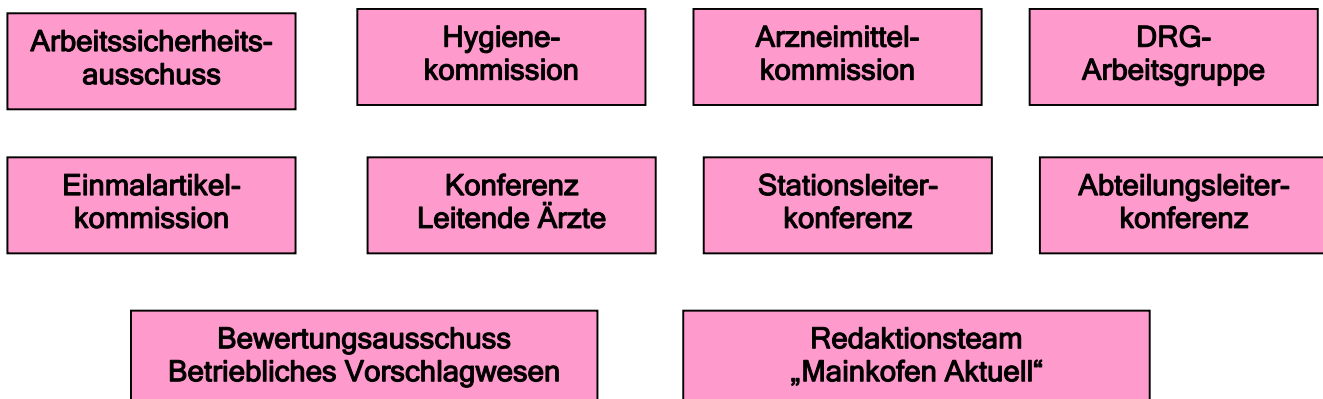 Arbeitssicherheits-
ausschuss
Hygiene-
kommission
Arzneimittel-
kommission
DRG-
Arbeitsgruppe
Einmalartikel-
kommission
Konferenz
Leitende Ärzte
Stationsleiter-
konferenz
Abteilungsleiter-
konferenz
Bewertungsausschuss
Betriebliches Vorschlagwesen
Redaktionsteam
„Mainkofen Aktuell“